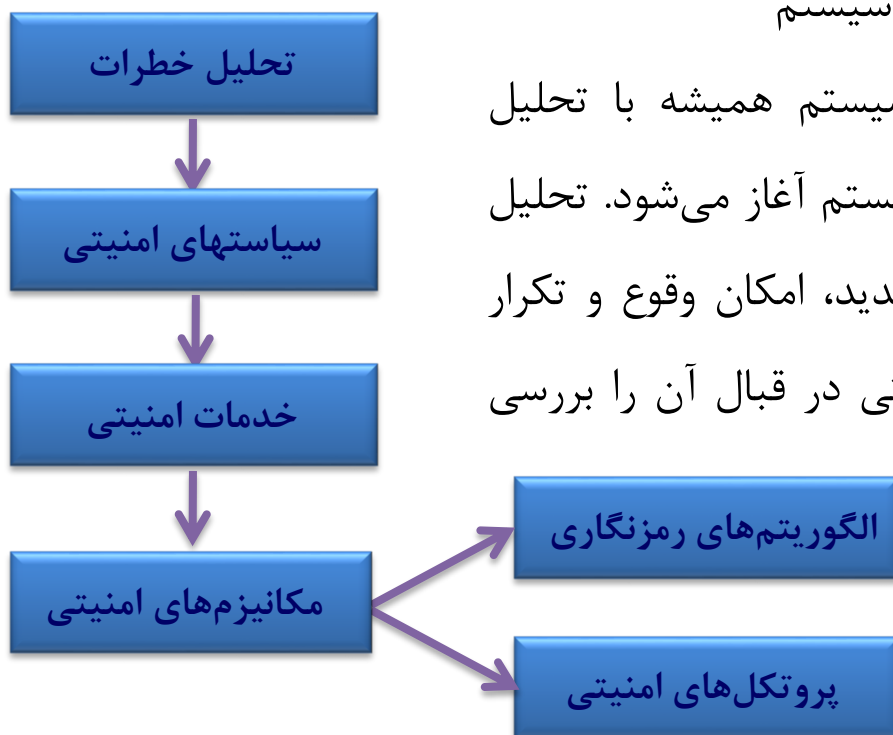 سیستم
سیستم همیشه با تحلیل
ستم آغاز می‌شود. تحلیل
دید، امکان وقوع و تکرار
ی در قبال آن را بررسی
تحلیل خطرات
سیاستهای امنیتی
خدمات امنیتی
مکانیزم‌های امنیتی
الگوریتم‌های رمزنگاری
پروتکل‌های امنیتی